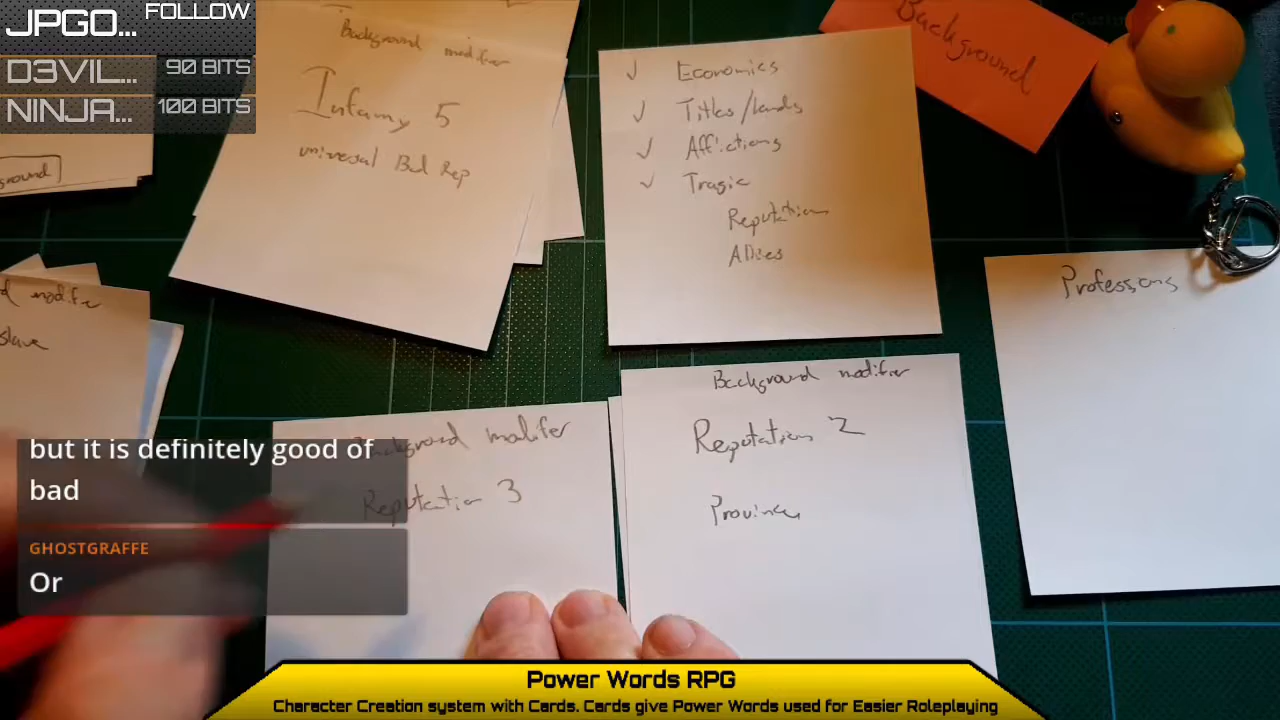 JPGO...
FOLLOW
D3VIL...
90 BITS
NINJA...
100 BITS
Background modifier
Infamy 5
universal Bad Rep
✓ Economics
✓ Titles/lands
✓ Afflictions
✓ Tragic
Reputation
Allies
Background
Professions
modifier
slave
Background modifier
Reputation 2
Province
Background modifier
Reputation 3
but it is definitely good of
bad
GHOSTGRAFFE
Or
Power Words RPG
Character Creation system with Cards. Cards give Power Words used for Easier Roleplaying